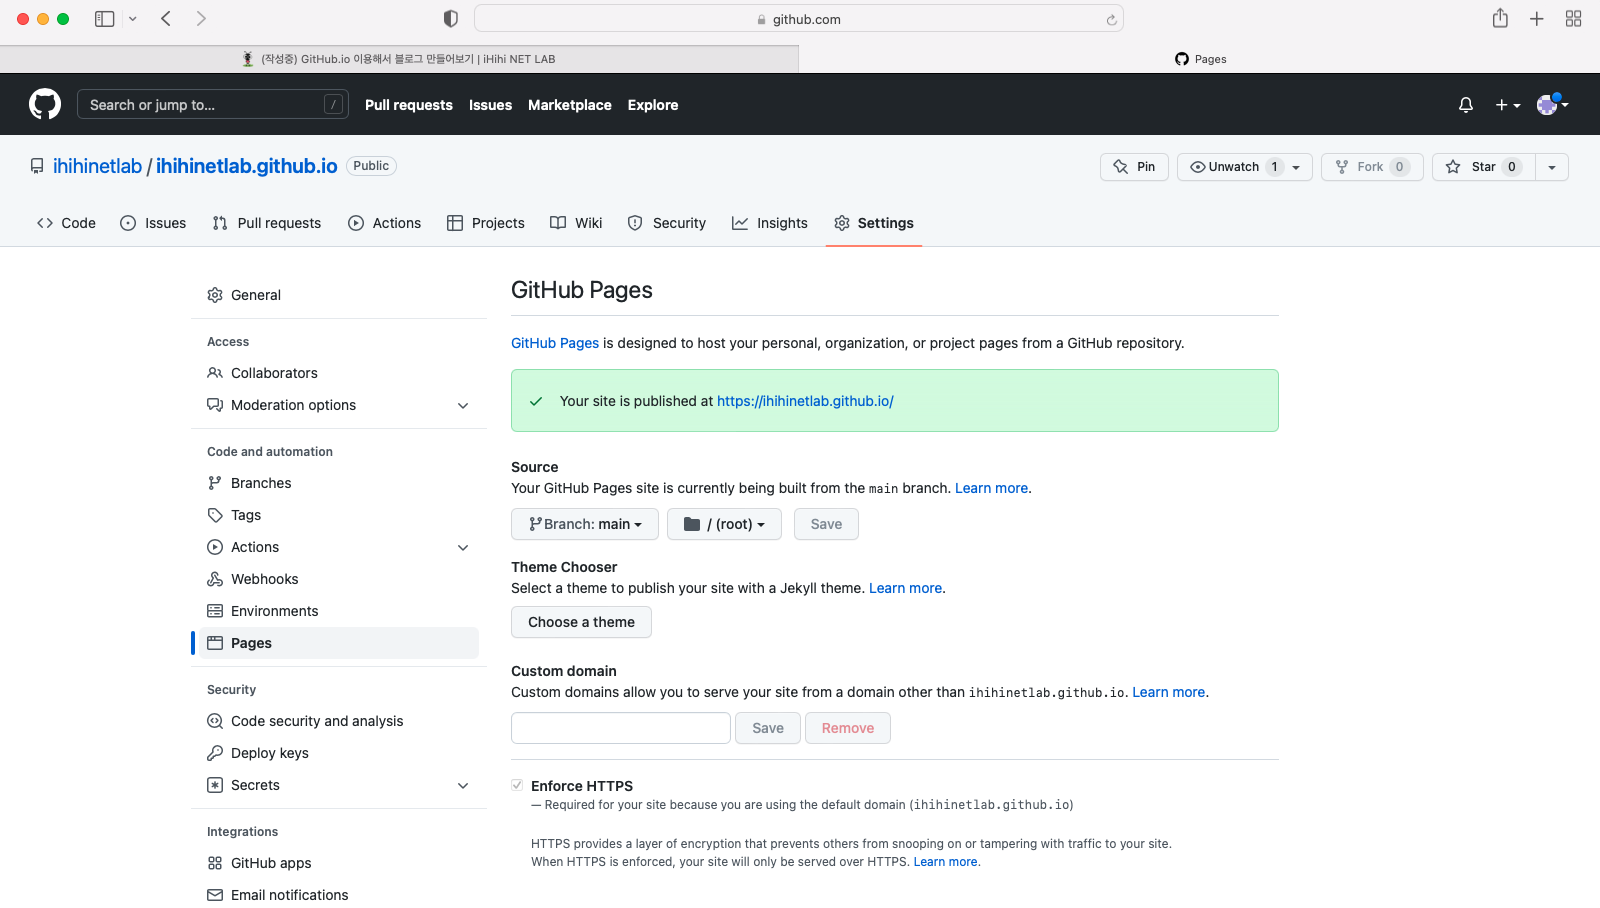 github.com
(작성중) GitHub.io 이용해서 블로그 만들어보기 | iHihi NET LAB
Pages
Search or jump to... /
Pull requests Issues Marketplace Explore
ihihinetlab / ihihinetlab.github.io Public
Pin Unwatch 1 Fork 0 Star 0
Code Issues Pull requests Actions Projects Wiki Security Insights Settings
General
Access
Collaborators
Moderation options
Code and automation
Branches
Tags
Actions
Webhooks
Environments
Pages
Security
Code security and analysis
Deploy keys
Secrets
Integrations
GitHub apps
Email notifications
GitHub Pages
GitHub Pages is designed to host your personal, organization, or project pages from a GitHub repository.
Your site is published at https://ihihinetlab.github.io/
Source
Your GitHub Pages site is currently being built from the main branch. Learn more.
Branch: main / (root) Save
Theme Chooser
Select a theme to publish your site with a Jekyll theme. Learn more.
Choose a theme
Custom domain
Custom domains allow you to serve your site from a domain other than ihihinetlab.github.io. Learn more.
Save Remove
Enforce HTTPS
— Required for your site because you are using the default domain (ihihinetlab.github.io)
HTTPS provides a layer of encryption that prevents others from snooping on or tampering with traffic to your site.
When HTTPS is enforced, your site will only be served over HTTPS. Learn more.